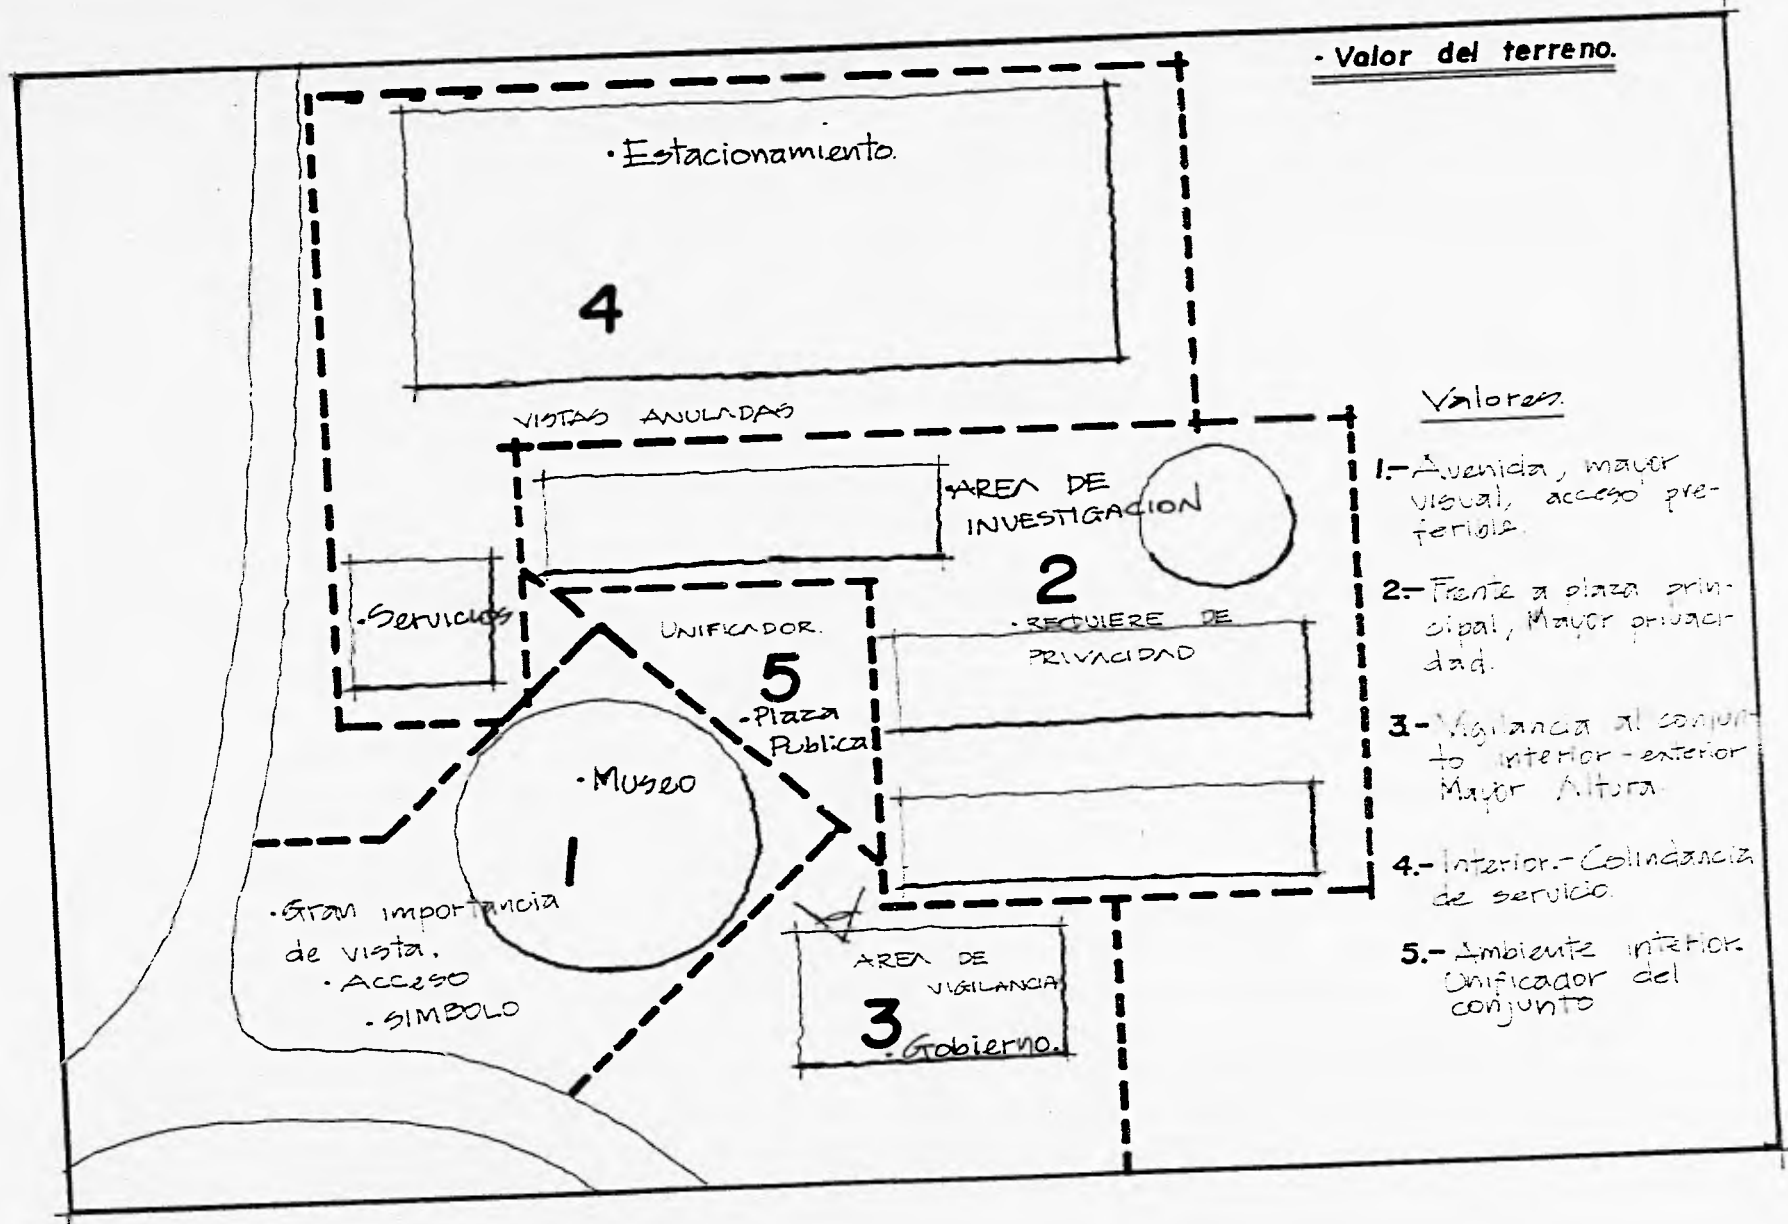 · Valor del terreno.
· Estacionamiento.
4
VISTAS ANULADAS
· AREA DE
INVESTIGACION
2
· REQUIERE DE
PRIVACIDAD
· Servicios
UNIFICADOR.
5
· Plaza
Publica
· Museo
1
· Gran importancia
de vista.
· Acceso
· SIMBOLO
AREA DE
VIGILANCIA
3
· Gobierno.
Valores.
1.- Avenida, mayor
visual, acceso pre-
ferible.
2.- Frente a plaza prin-
cipal, Mayor privaci-
dad.
3.- Vigilancia al conjun-
to interior - exterior
Mayor Altura.
4.- Interior. - Colindancia
de servicio.
5.- Ambiente interior.
Unificador del
conjunto